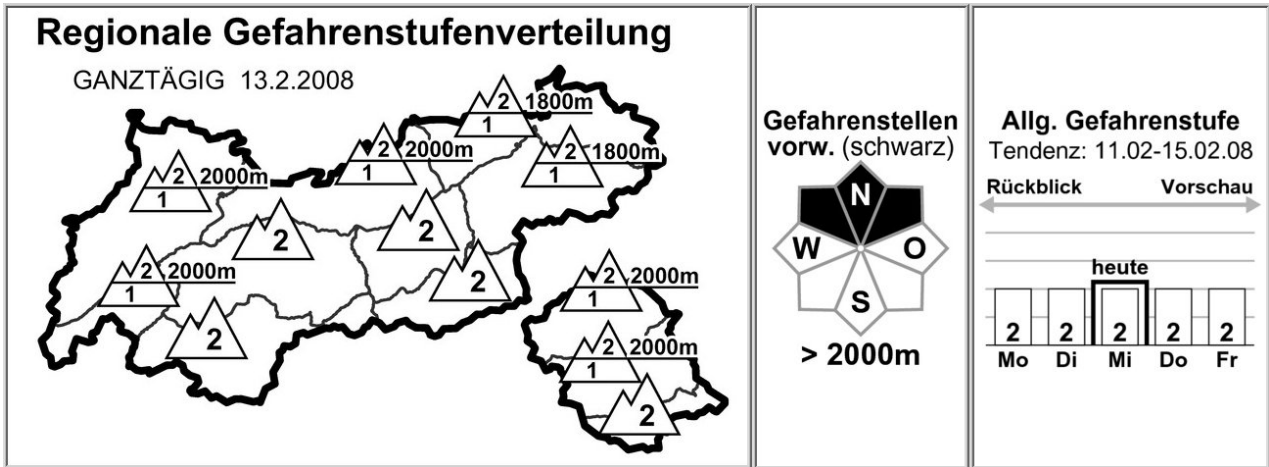 Regionale Gefahrenstufenverteilung
GANZTÄGIG 13.2.2008
2 1800m
1
2 2000m
1
2 1800m
1
2 2000m
1
2
2
2 2000m
1
2
2
2 2000m
1
2 2000m
1
2
Gefahrenstellen
vorw. (schwarz)
N
W O
S
> 2000m
Allg. Gefahrenstufe
Tendenz: 11.02-15.02.08
Rückblick Vorschau
heute
2 2 2 2 2
Mo Di Mi Do Fr